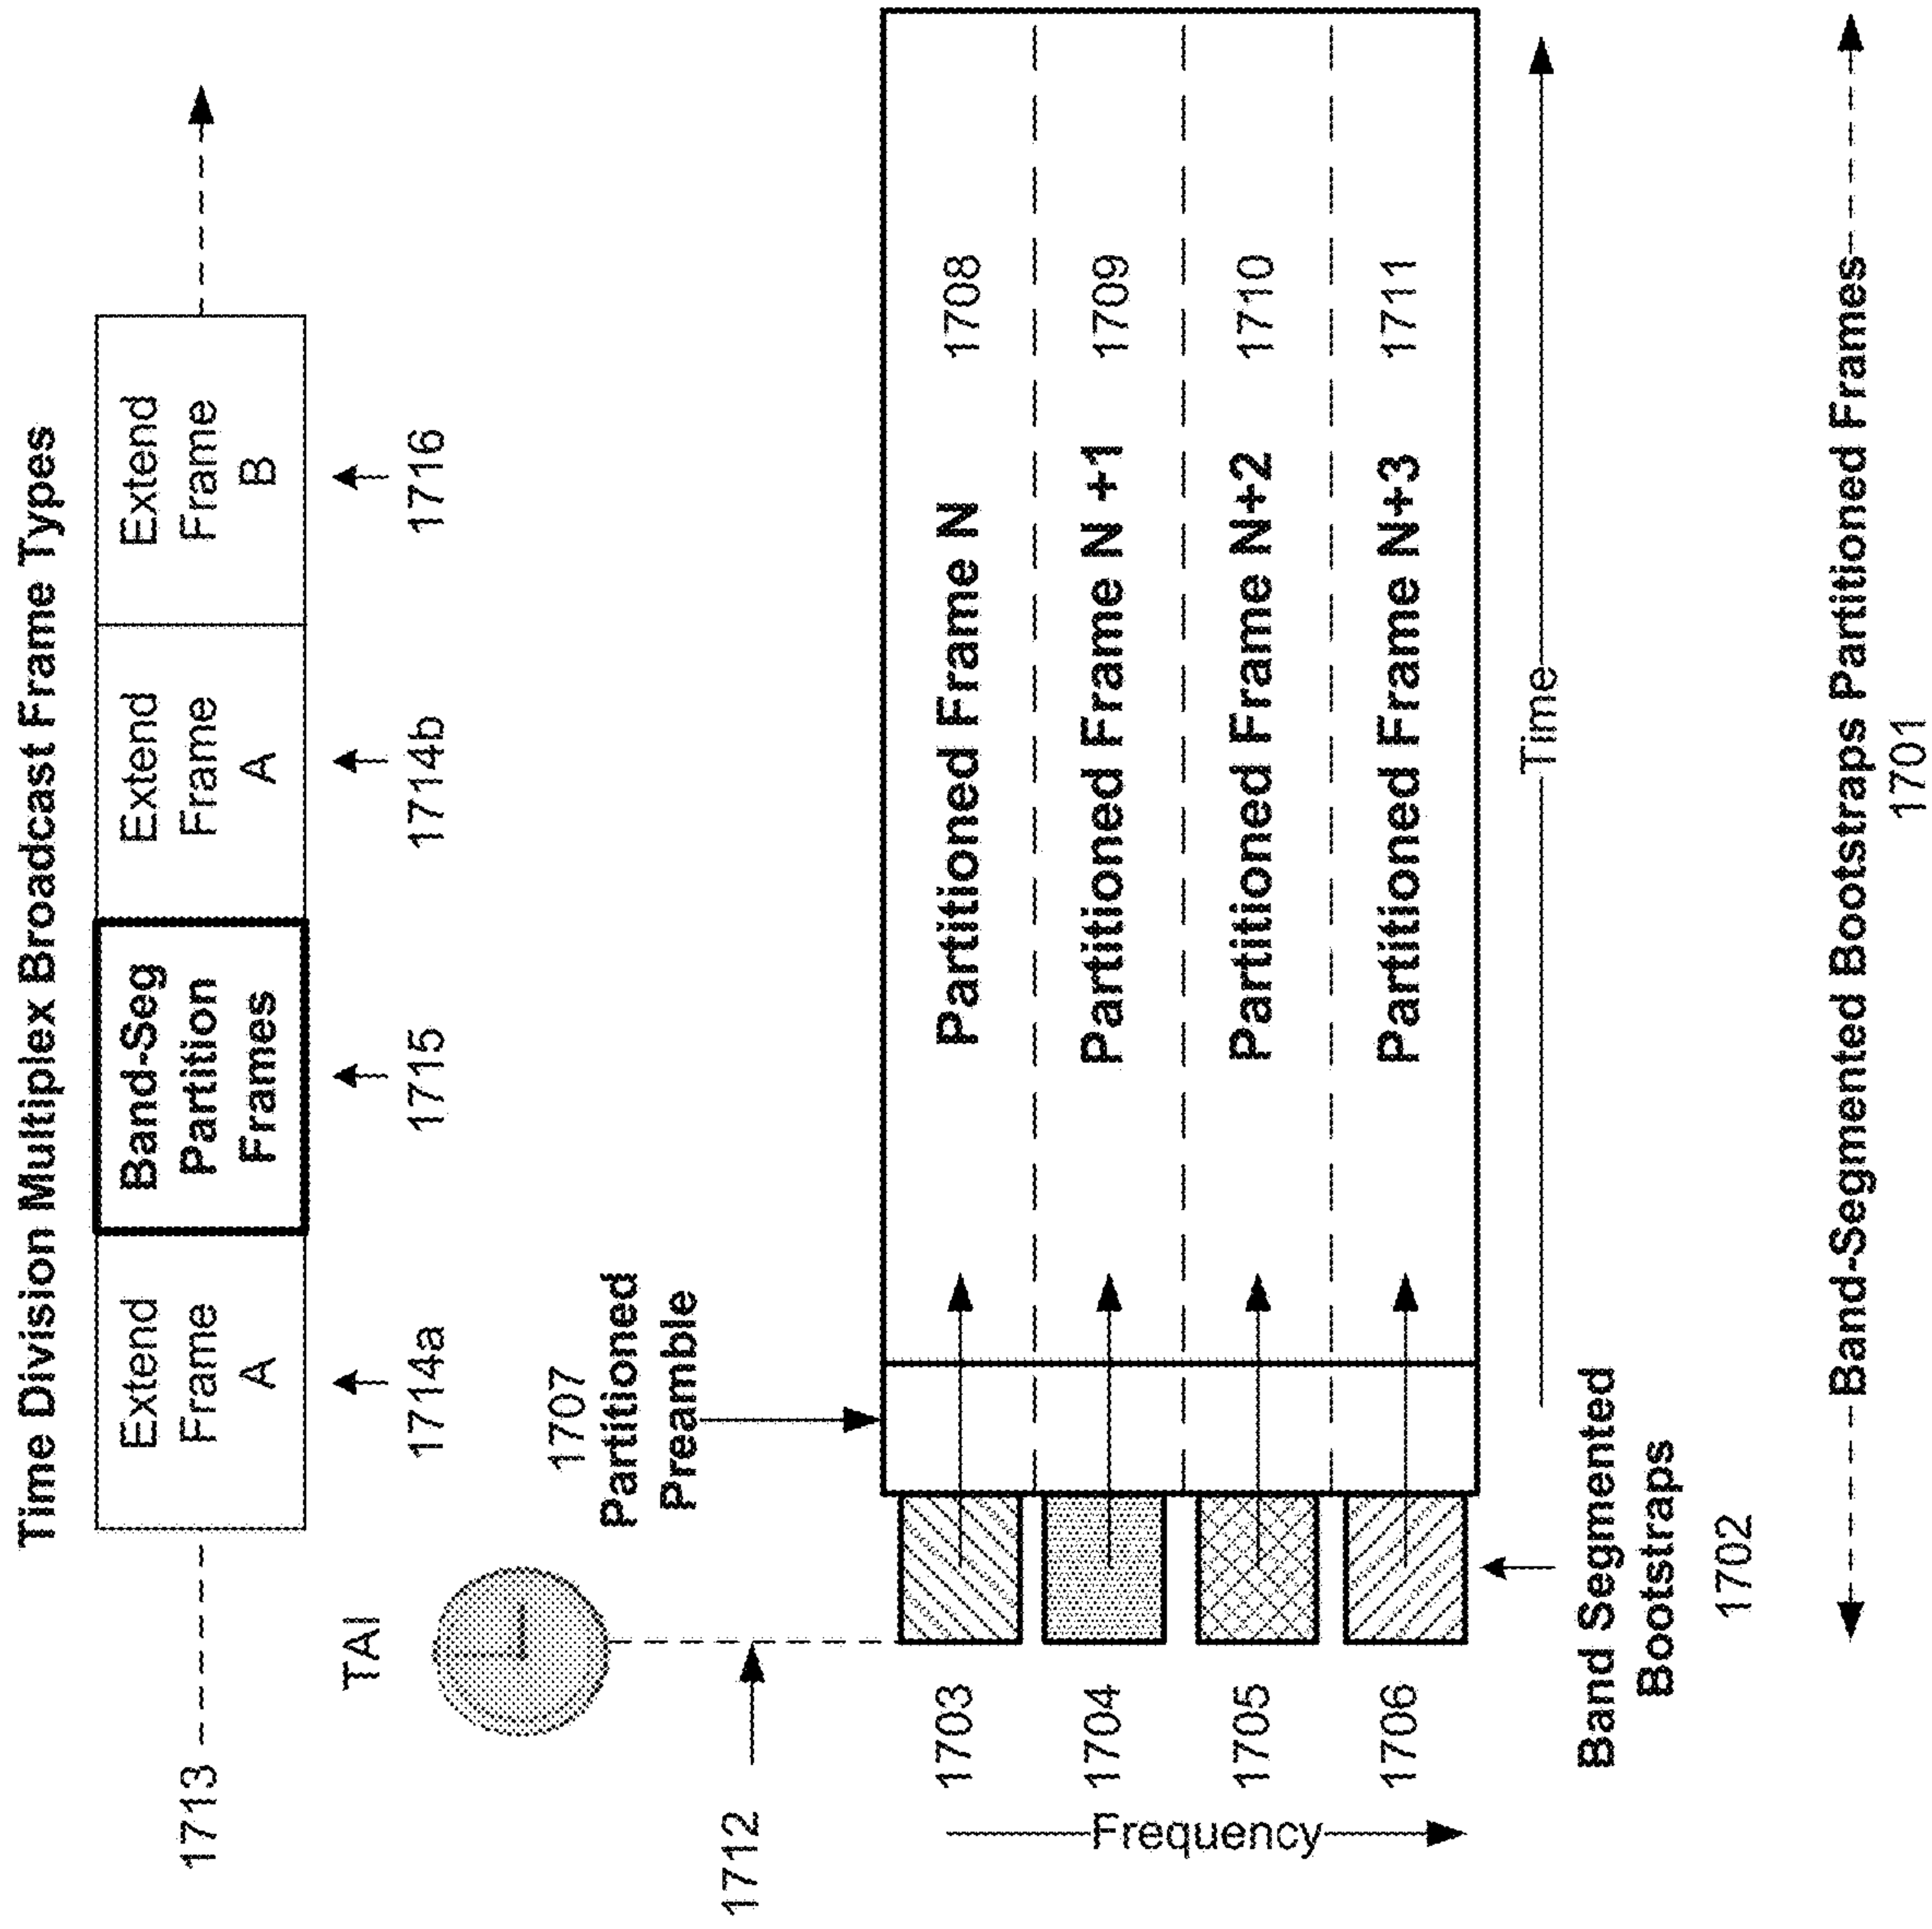 Time Division Multiplex Broadcast Frame Types
1713
Extend
Frame
A
Band-Seg
Partition
Frames
Extend
Frame
A
Extend
Frame
B
1714a
1715
1714b
1716
TAI
1707
Partitioned
Preamble
1712
1703
Partitioned Frame N
1708
1704
Partitioned Frame N +1
1709
1705
Partitioned Frame N+2
1710
1706
Partitioned Frame N+3
1711
Frequency
Time
Band Segmented
Bootstraps
1702
Band-Segmented Bootstraps Partitioned Frames
1701